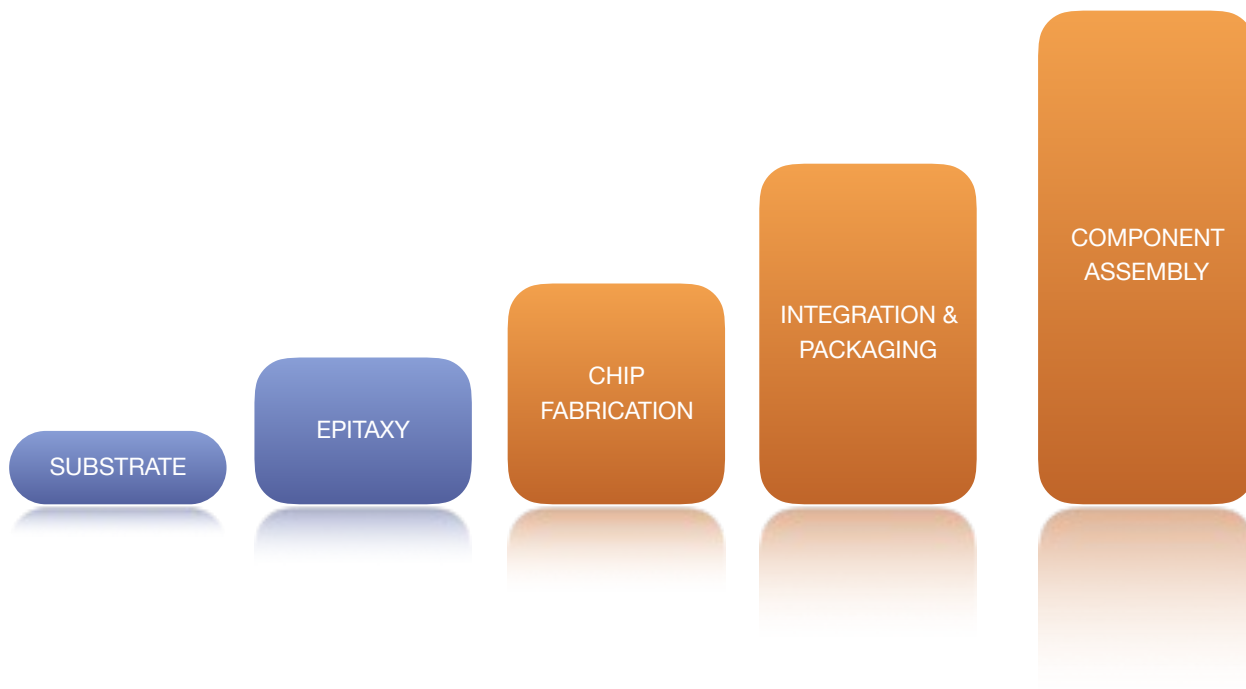 SUBSTRATE
EPITAXY
CHIP
FABRICATION
INTEGRATION &
PACKAGING
COMPONENT
ASSEMBLY